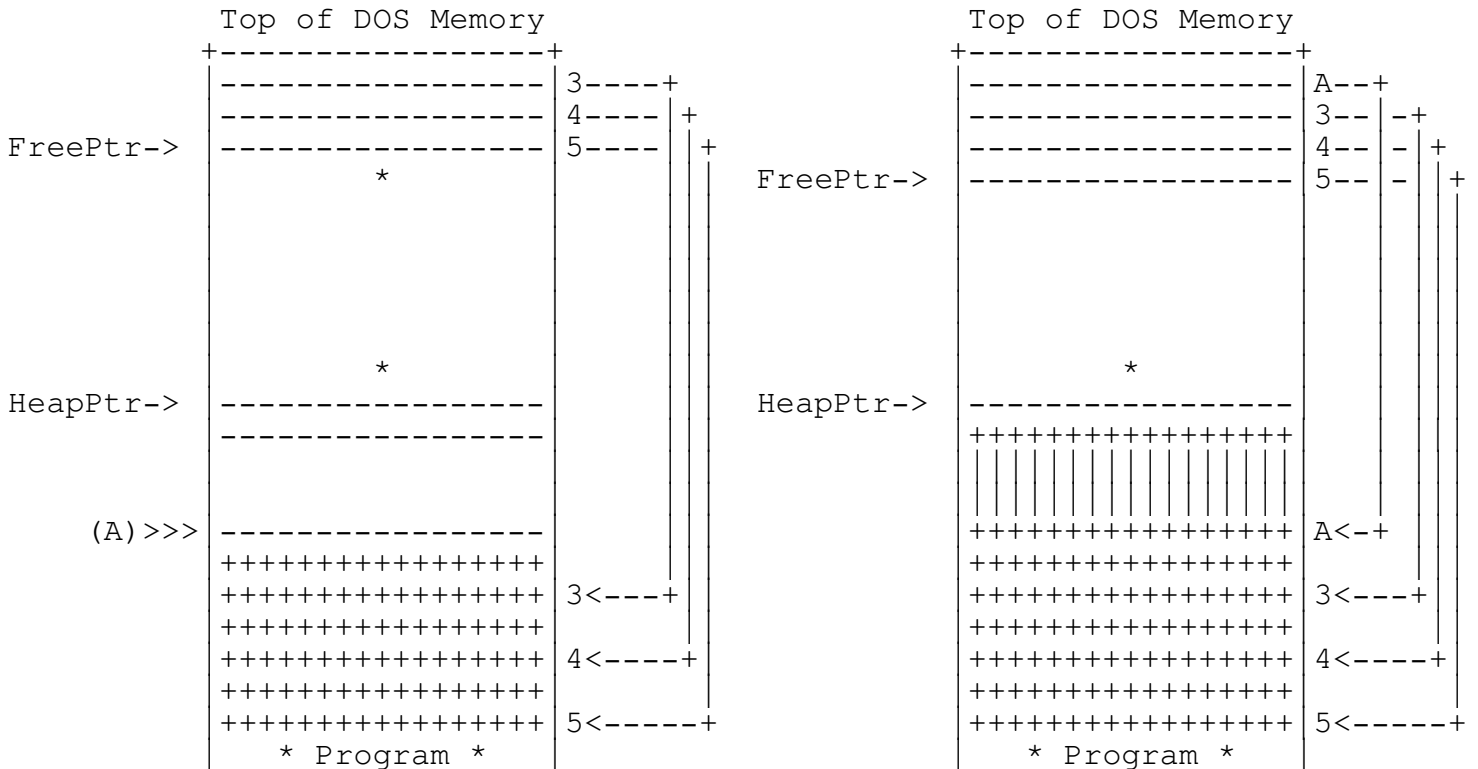 Top of DOS Memory                      Top of DOS Memory
          +-----------------+                    +-----------------+
          |-----------------| 3----+             |-----------------|A--+
          |-----------------| 4----|+            |-----------------|3--|-+
FreePtr-> |-----------------| 5----||+           |-----------------|4--|-|+
          |        *        |      |||  FreePtr->|-----------------|5--|-||+
          |                 |      |||           |                 |   | |||
          |                 |      |||           |                 |   | |||
          |                 |      |||           |                 |   | |||
          |                 |      |||           |                 |   | |||
          |                 |      |||           |                 |   | |||
          |        *        |      |||           |        *        |   | |||
HeapPtr-> |-----------------|      |||  HeapPtr->|-----------------|   | |||
          |-----------------|      |||           |+++++++++++++++++|   | |||
          |                 |      |||           |||||||||||||||||||   | |||
          |                 |      |||           |||||||||||||||||||   | |||
    (A)>>>|-----------------|      |||           |+++++++++++++++++|A<-+ |||
          |+++++++++++++++++|      |||           |+++++++++++++++++|     |||
          |+++++++++++++++++|3<----+||           |+++++++++++++++++|3<---+||
          |+++++++++++++++++|       ||           |+++++++++++++++++|      ||
          |+++++++++++++++++|4<-----+|           |+++++++++++++++++|4<----+|
          |+++++++++++++++++|        |           |+++++++++++++++++|       |
          |+++++++++++++++++|5<------+           |+++++++++++++++++|5<-----+
          |   * Program *   |                    |   * Program *   |